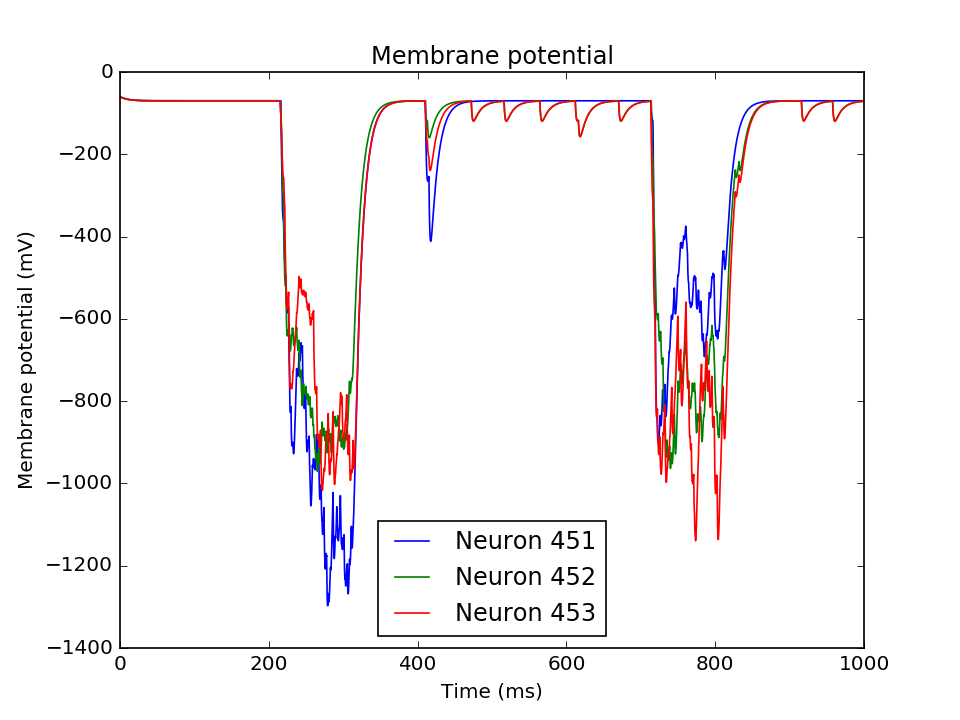 Membrane potential
0
−200
−400
−600
−800
−1000
−1200
−1400
Membrane potential (mV)
Neuron 451
Neuron 452
Neuron 453
0 200 400 600 800 1000
Time (ms)